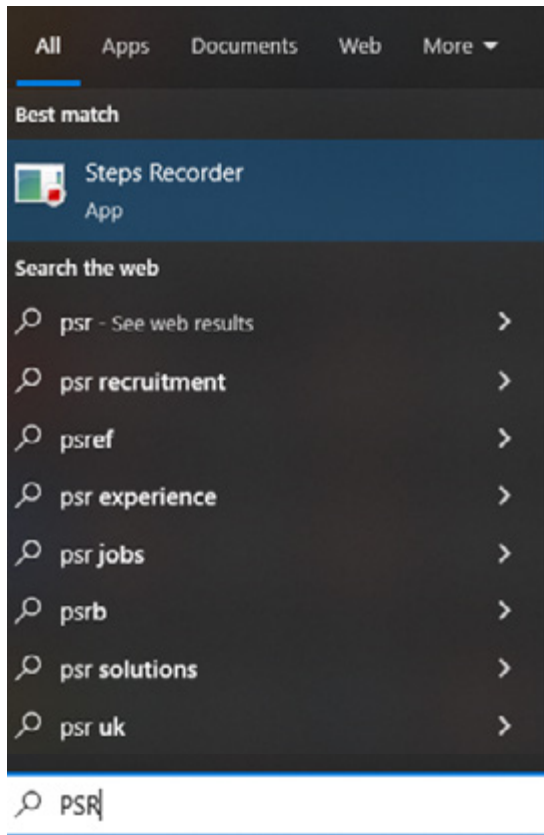 All Apps Documents Web More
Best match
Steps Recorder
App
Search the web
psr - See web results
psr recruitment
psref
psr experience
psr jobs
psrb
psr solutions
psr uk
PSR